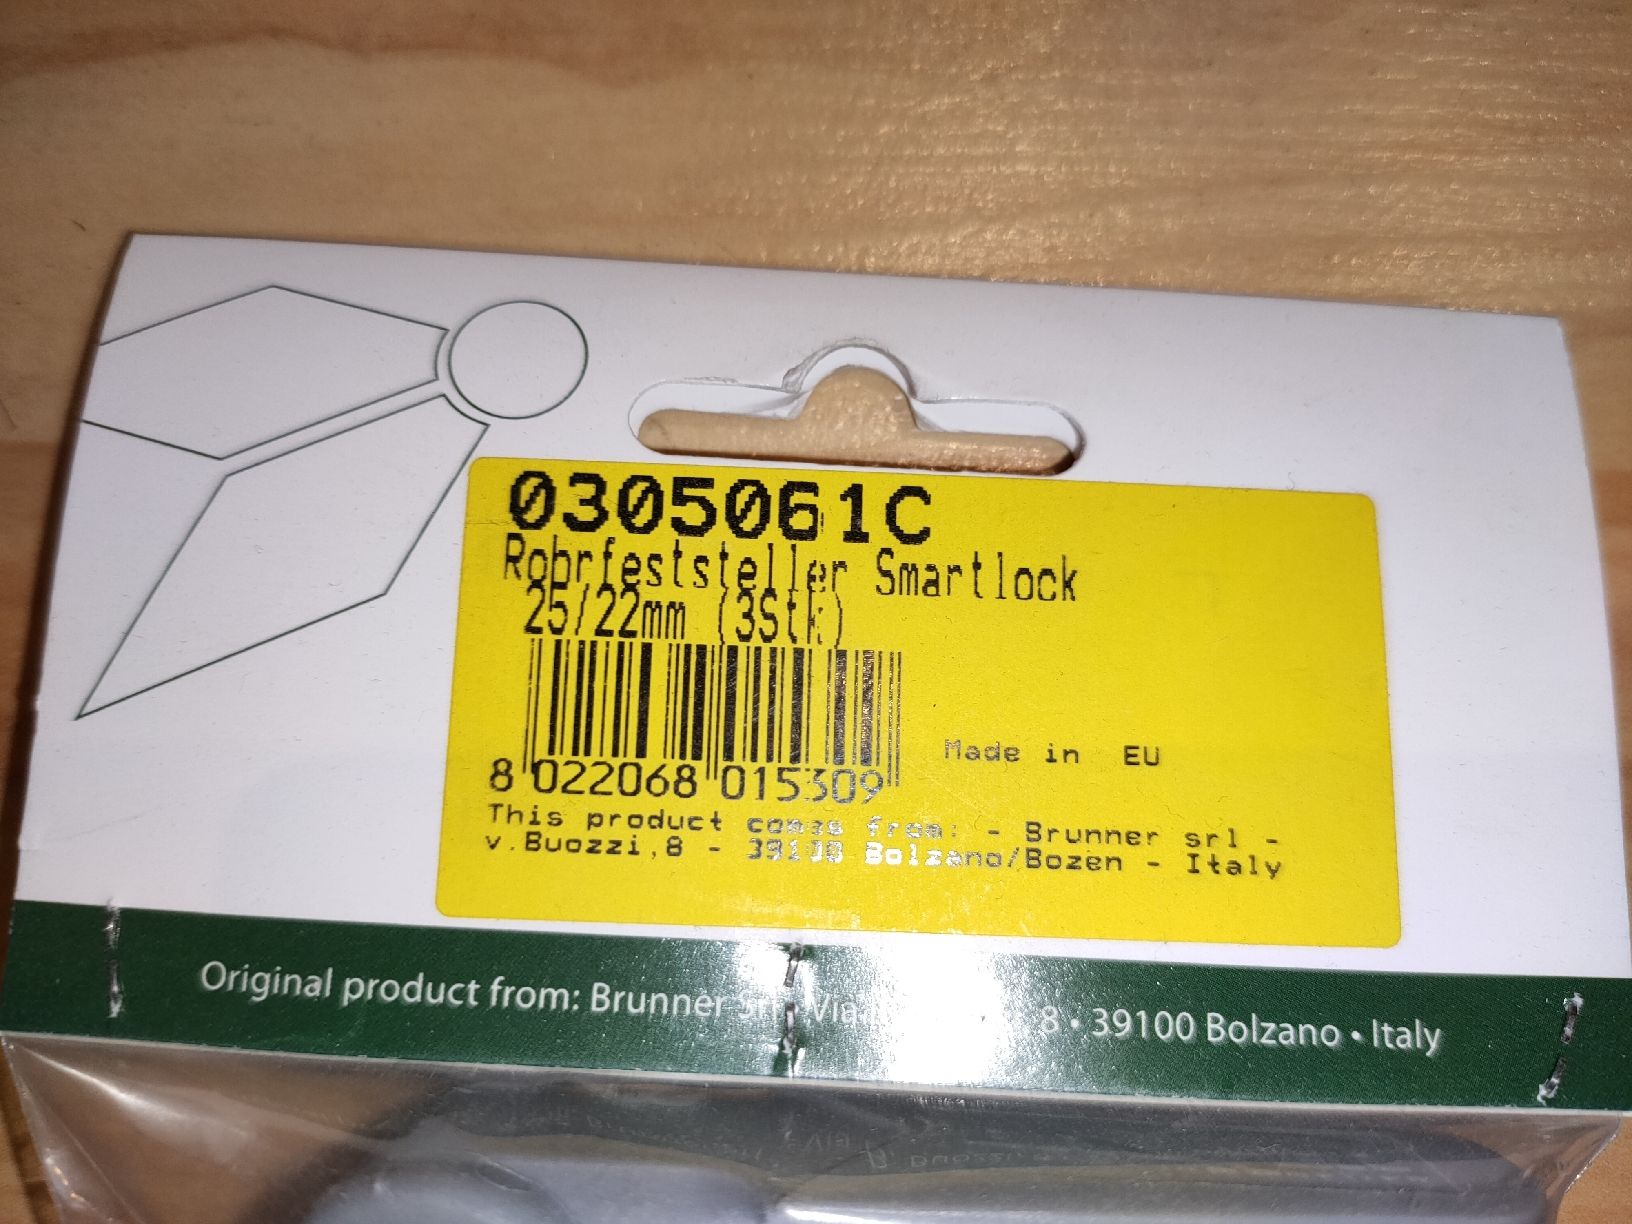 0305061C
Rohrfeststeller Smartlock
25/22mm (3Stk)
8 022068 015309
Made in EU
This product comes from: - Brunner srl -
v.Buozzi,8 - 39100 Bolzano/Bozen - Italy
Original product from: Brunner Srl • Via 8 • 39100 Bolzano • Italy